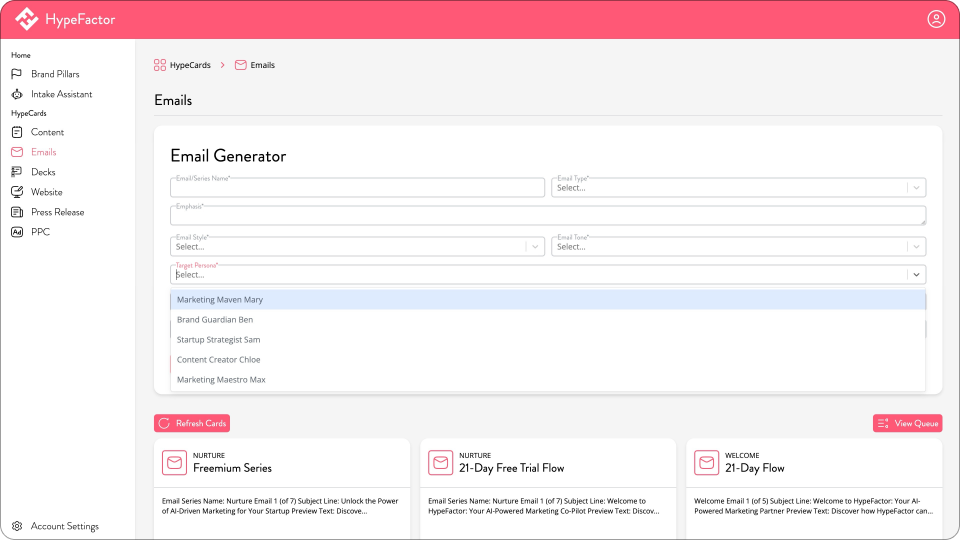 HypeFactor
Home
Brand Pillars
Intake Assistant
HypeCards
Content
Emails
Decks
Website
Press Release
Ad PPC
Account Settings
HypeCards > Emails
Emails
Email Generator
Email/Series Name*
Email Type*
Select...
Emphasis*
Email Style*
Select...
Email Tone*
Select...
Target Persona*
Select...
Marketing Maven Mary
Brand Guardian Ben
Startup Strategist Sam
Content Creator Chloe
Marketing Maestro Max
Refresh Cards
View Queue
NURTURE
Freemium Series
Email Series Name: Nurture Email 1 (of 7) Subject Line: Unlock the Power
of AI-Driven Marketing for Your Startup Preview Text: Discove...
NURTURE
21-Day Free Trial Flow
Email Series Name: Nurture Email 1 (of 7) Subject Line: Welcome to
HypeFactor: Your AI-Powered Marketing Co-Pilot Preview Text: Discov...
WELCOME
21-Day Flow
Welcome Email 1 (of 5) Subject Line: Welcome to HypeFactor: Your AI-
Powered Marketing Partner Preview Text: Discover how HypeFactor can...